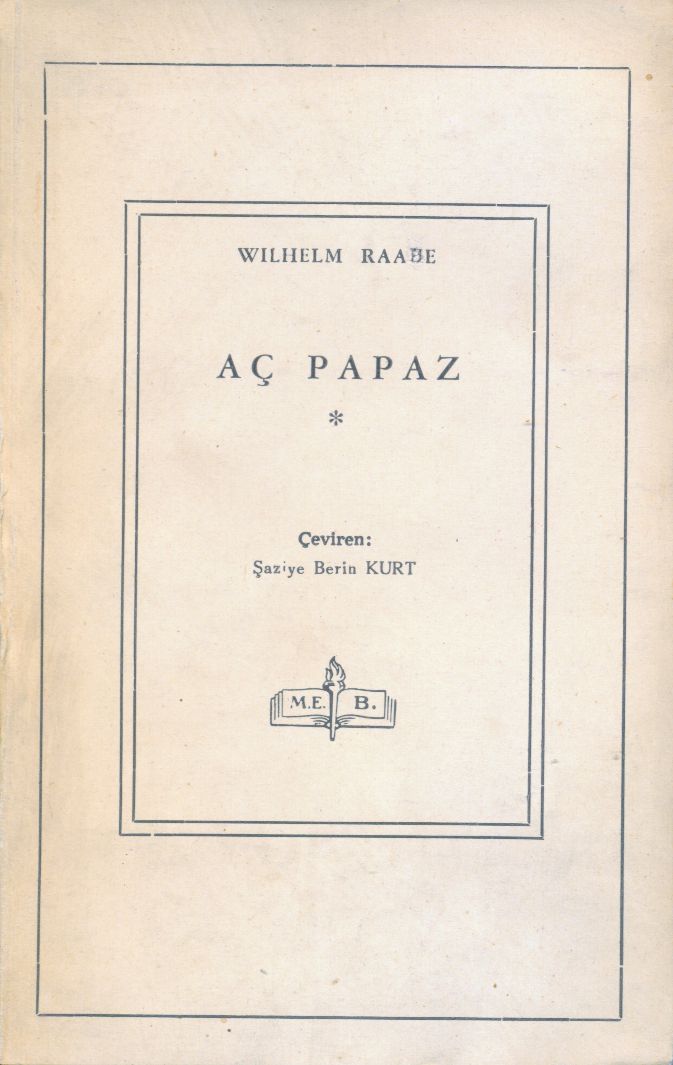 WILHELM RAABE
AÇ PAPAZ
*
Çeviren:
Şaziye Berin KURT
M.E. B.